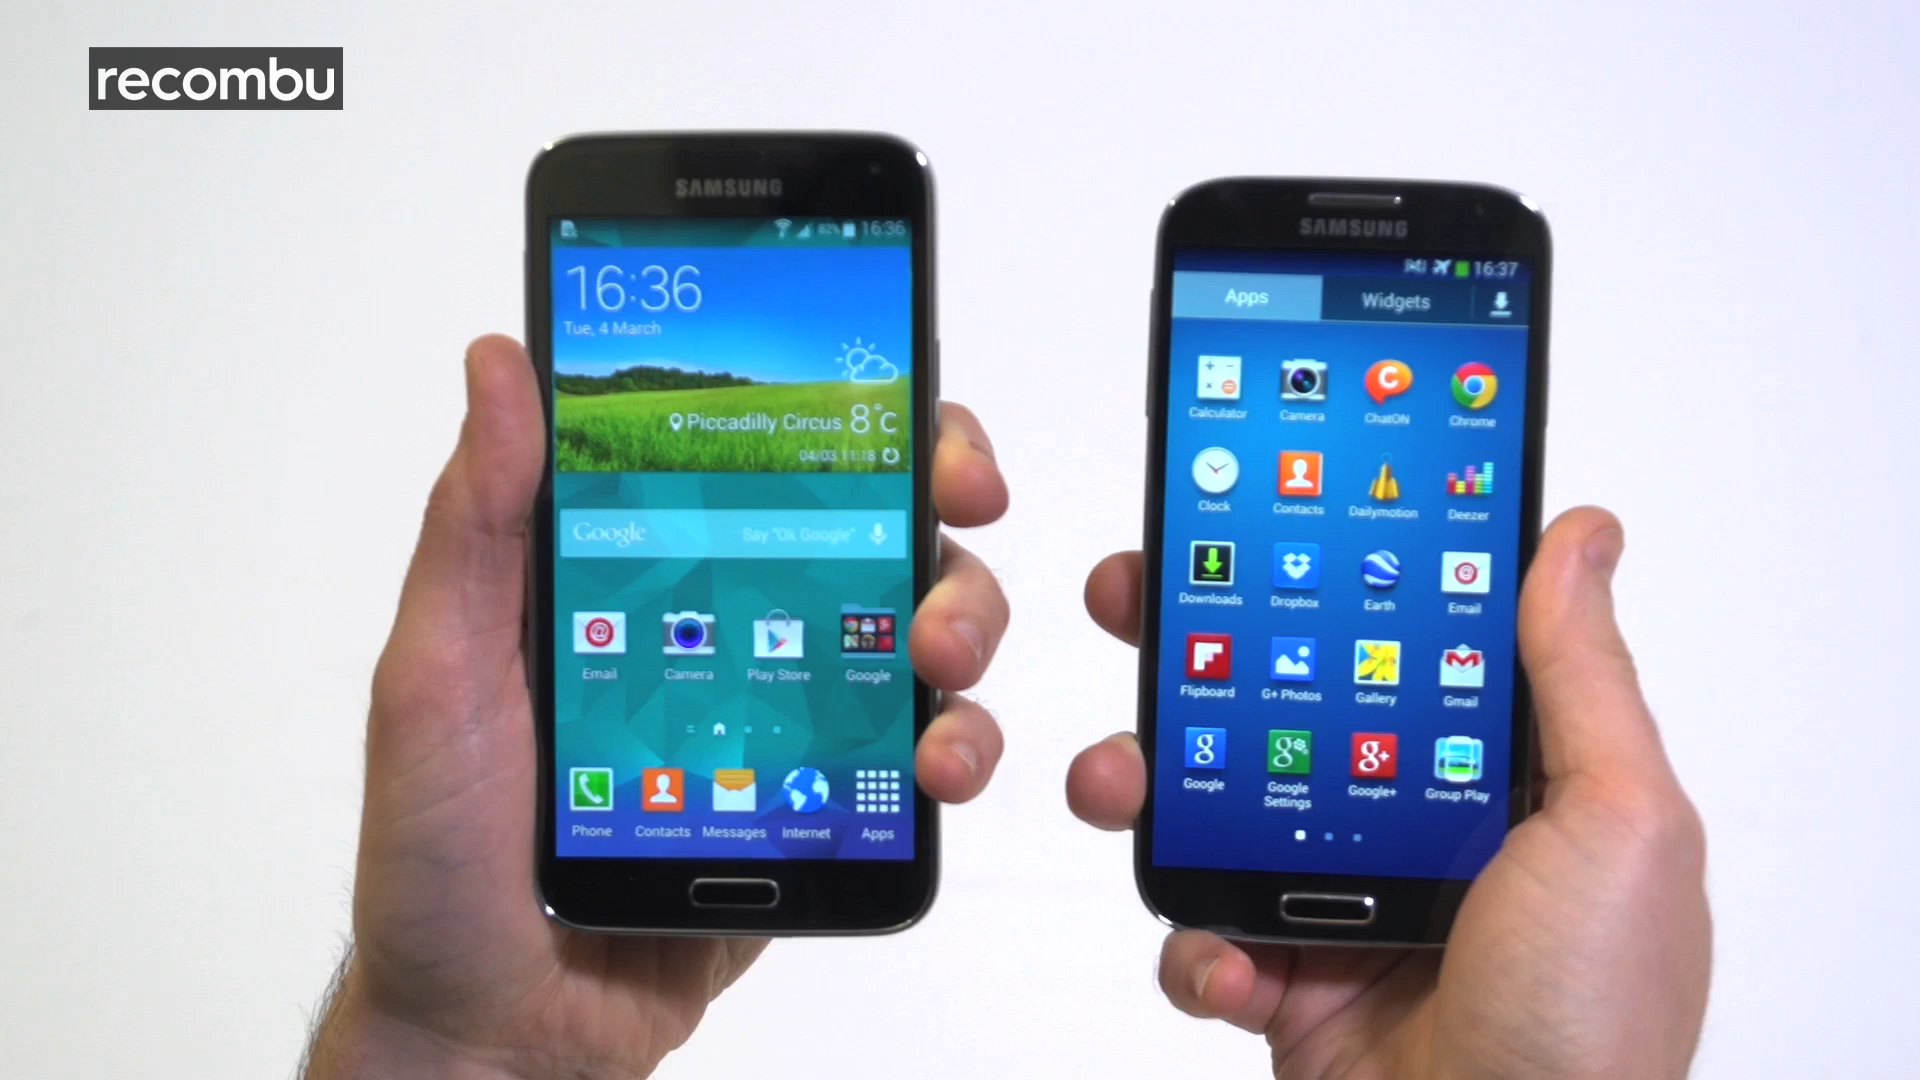 recombu
SAMSUNG
82% 16:36
16:36
Tue, 4 March
Piccadilly Circus 8°C
04/03 11:18
Google Say "Ok Google"
Email Camera Play Store Google
Phone Contacts Messages Internet Apps
SAMSUNG
16:37
Apps Widgets
Calculator Camera ChatON Chrome
Clock Contacts Dailymotion Deezer
Downloads Dropbox Earth Email
Flipboard G+ Photos Gallery Gmail
Google Google Settings Google+ Group Play